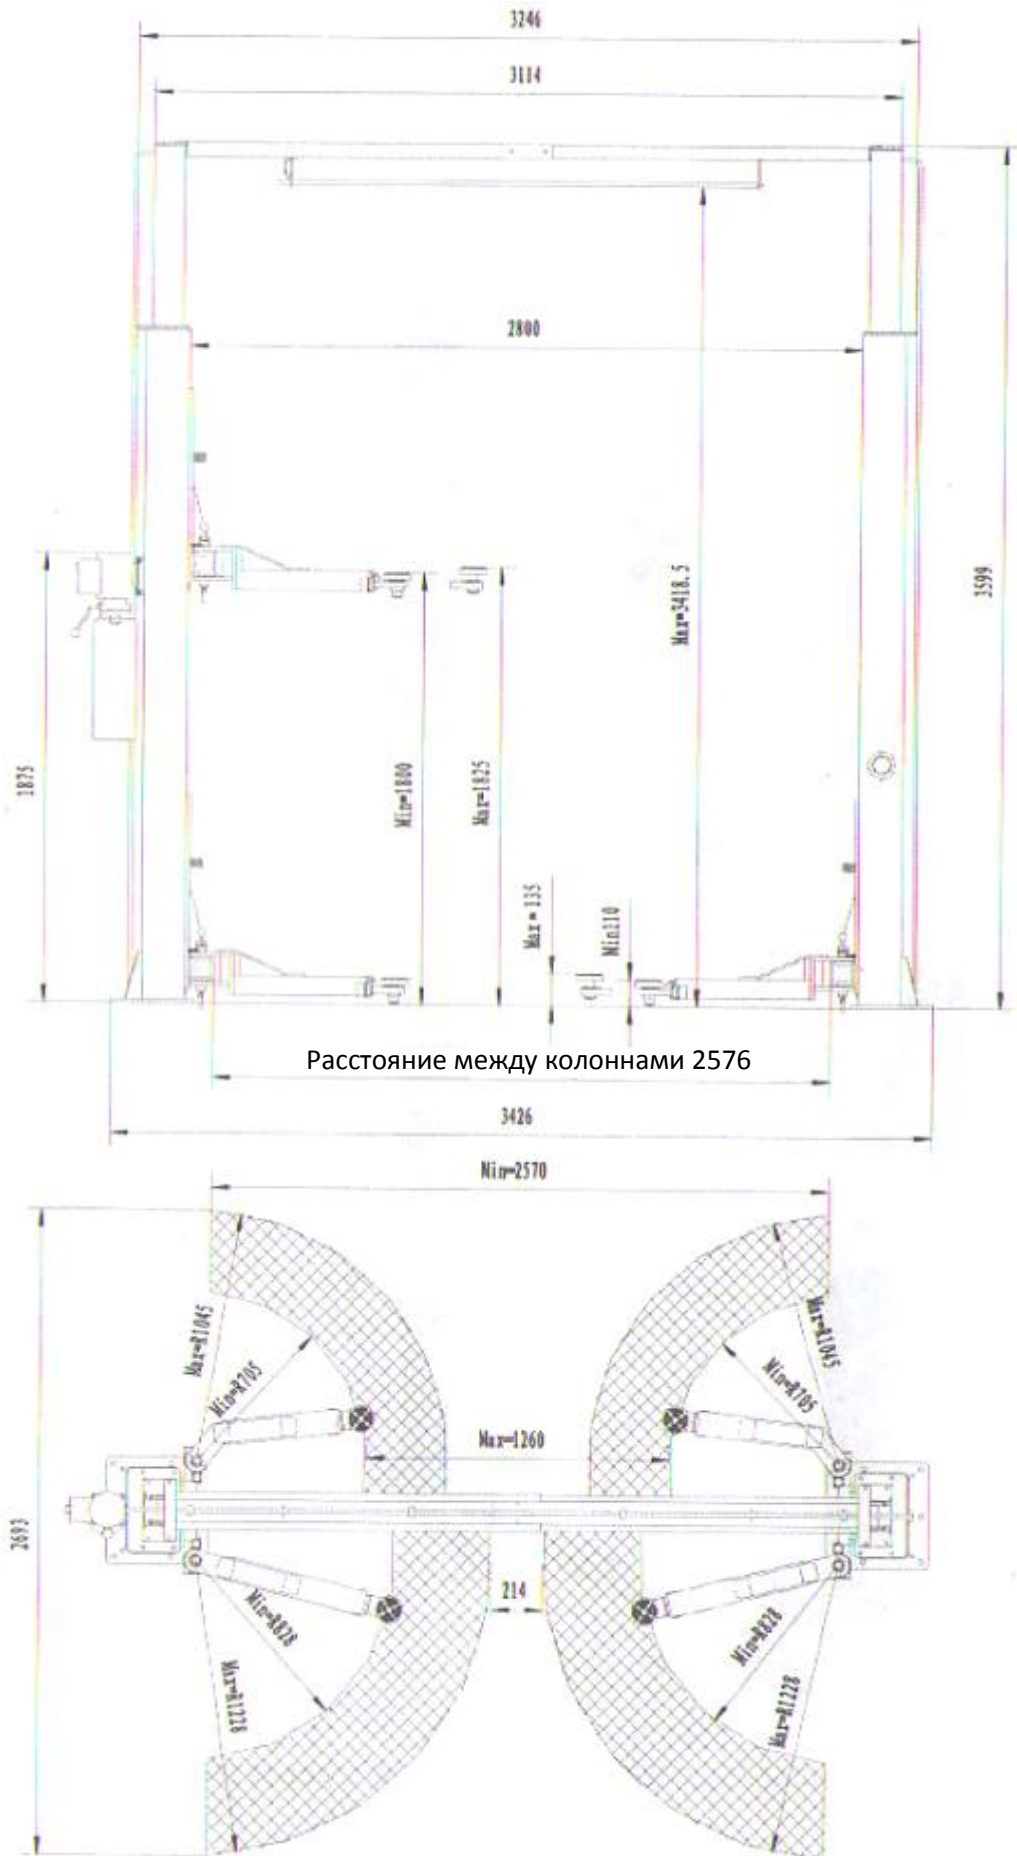 3246
3114
2800
Max=3418.5
3599
1875
Min=1800
Max=1825
Max = 135
Min110
Расстояние между колоннами 2576
3426
Nin=2570
Max=R1045
Min=R705
Max=R1045
Min=R705
Max=1260
2693
214
Min=R828
Max=R1228
Min=R828
Max=R1228